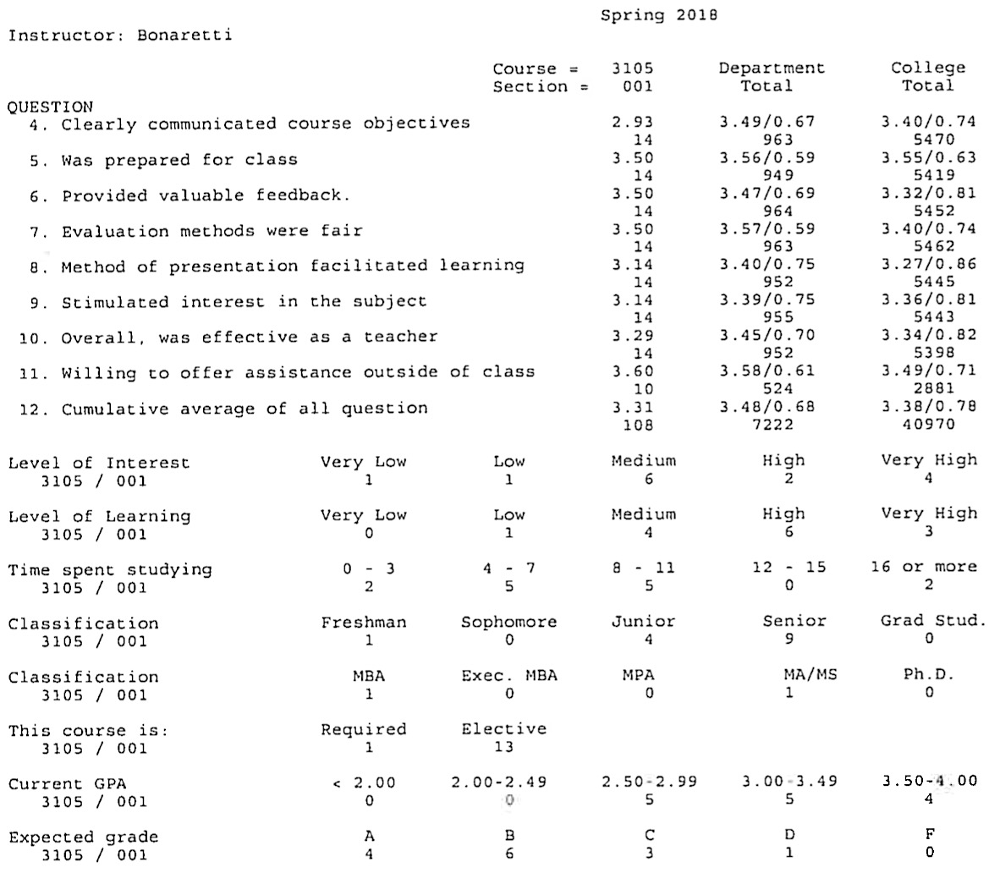 Spring 2018
Instructor: Bonaretti
Course = 3105 Department College
Section = 001 Total Total
QUESTION
4. Clearly communicated course objectives 2.93 3.49/0.67 3.40/0.74
14 963 5470
5. Was prepared for class 3.50 3.56/0.59 3.55/0.63
14 949 5419
6. Provided valuable feedback. 3.50 3.47/0.69 3.32/0.81
14 964 5452
7. Evaluation methods were fair 3.50 3.57/0.59 3.40/0.74
14 963 5462
8. Method of presentation facilitated learning 3.14 3.40/0.75 3.27/0.86
14 952 5445
9. Stimulated interest in the subject 3.14 3.39/0.75 3.36/0.81
14 955 5443
10. Overall, was effective as a teacher 3.29 3.45/0.70 3.34/0.82
14 952 5398
11. Willing to offer assistance outside of class 3.60 3.58/0.61 3.49/0.71
10 524 2881
12. Cumulative average of all question 3.31 3.48/0.68 3.38/0.78
108 7222 40970
Level of Interest Very Low Low Medium High Very High
3105 / 001 1 1 6 2 4
Level of Learning Very Low Low Medium High Very High
3105 / 001 0 1 4 6 3
Time spent studying 0 - 3 4 - 7 8 - 11 12 - 15 16 or more
3105 / 001 2 5 5 0 2
Classification Freshman Sophomore Junior Senior Grad Stud.
3105 / 001 1 0 4 9 0
Classification MBA Exec. MBA MPA MA/MS Ph.D.
3105 / 001 1 0 0 1 0
This course is: Required Elective
3105 / 001 1 13
Current GPA < 2.00 2.00-2.49 2.50-2.99 3.00-3.49 3.50-4.00
3105 / 001 0 0 5 5 4
Expected grade A B C D F
3105 / 001 4 6 3 1 0